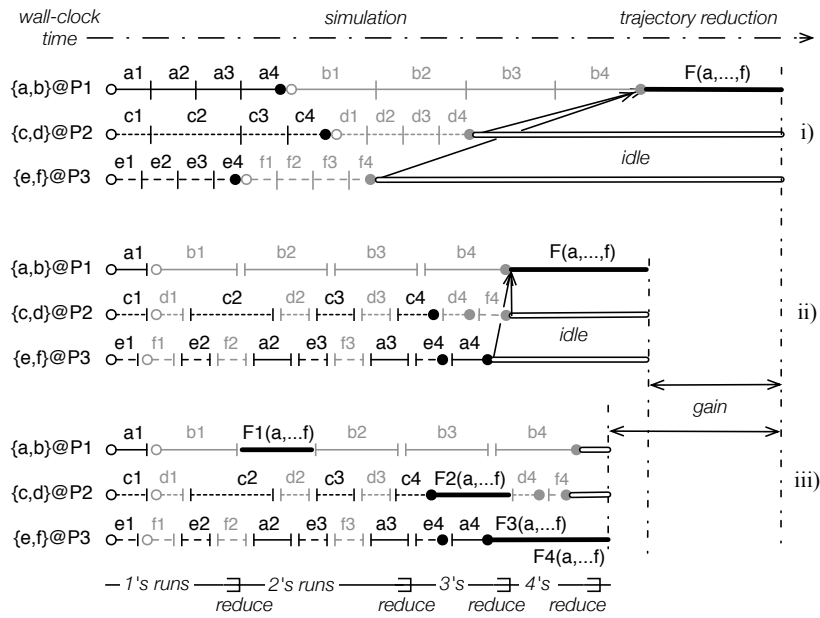 wall-clock time simulation trajectory reduction
a1 a2 a3 a4 b1 b2 b3 b4 F(a,...,f)
{a,b}@P1
c1 c2 c3 c4 d1 d2 d3 d4
{c,d}@P2 i)
e1 e2 e3 e4 f1 f2 f3 f4 idle
{e,f}@P3
a1 b1 b2 b3 b4 F(a,...,f)
{a,b}@P1
c1 d1 c2 d2 c3 d3 c4 d4 f4
{c,d}@P2 ii)
e1 f1 e2 f2 a2 e3 f3 a3 e4 a4 idle
{e,f}@P3
gain
a1 b1 F1(a,...f) b2 b3 b4
{a,b}@P1
c1 d1 c2 d2 c3 d3 c4 F2(a,...f) d4 f4
{c,d}@P2 iii)
e1 f1 e2 f2 a2 e3 f3 a3 e4 a4 F3(a,...f)
{e,f}@P3
F4(a,...f)
1's runs 2's runs 3's 4's
reduce reduce reduce reduce